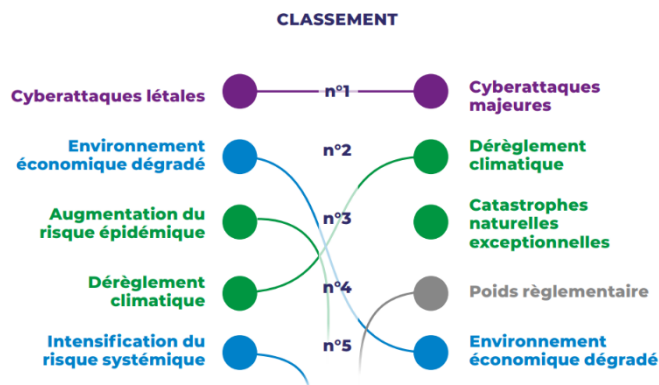 CLASSEMENT
Cyberattaques létales
n°1
Cyberattaques
majeures
Environnement
économique dégradé
n°2
Dérèglement
climatique
Augmentation du
risque épidémique
n°3
Catastrophes
naturelles
exceptionnelles
Dérèglement
climatique
n°4
Poids règlementaire
Intensification du
risque systémique
n°5
Environnement
économique dégradé